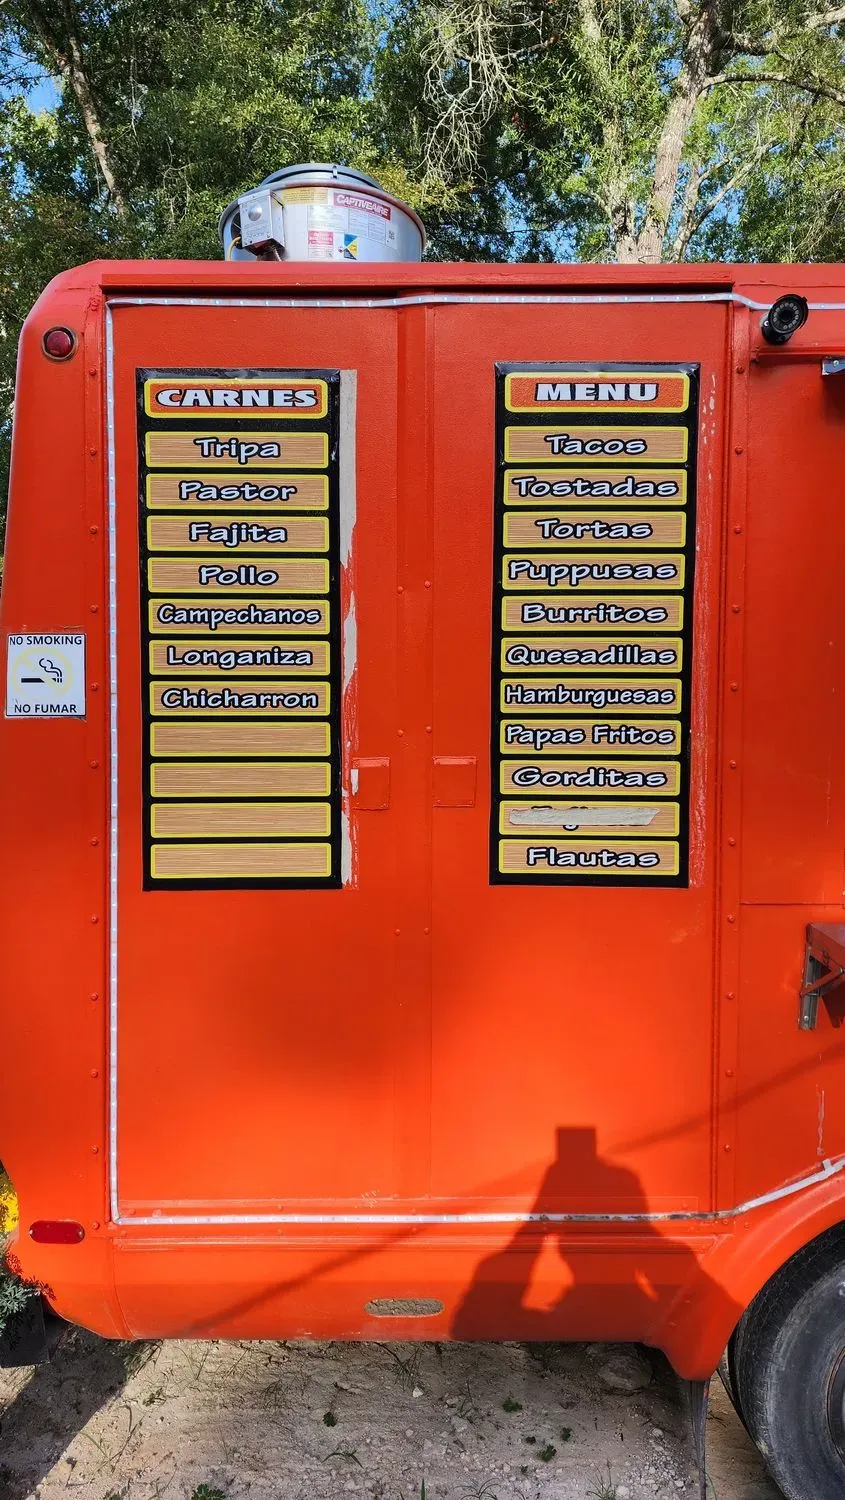 CAPTIVEAIRE
CARNES
Tripa
Pastor
Fajita
Pollo
Campechanos
Longaniza
Chicharron
MENU
Tacos
Tostadas
Tortas
Puppusas
Burritos
Quesadillas
Hamburguesas
Papas Fritos
Gorditas
Flautas
NO SMOKING
NO FUMAR